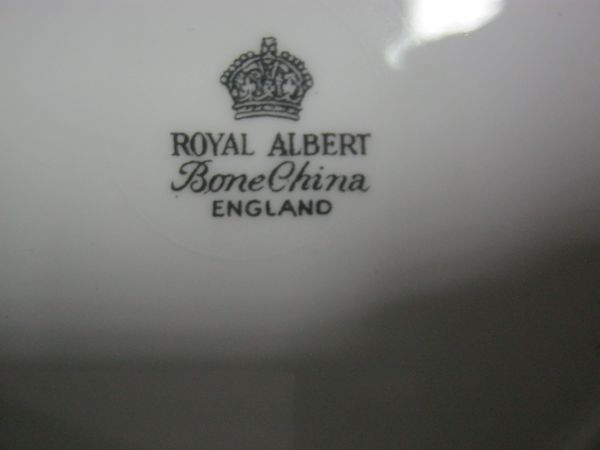 ROYAL ALBERT
Bone China
ENGLAND